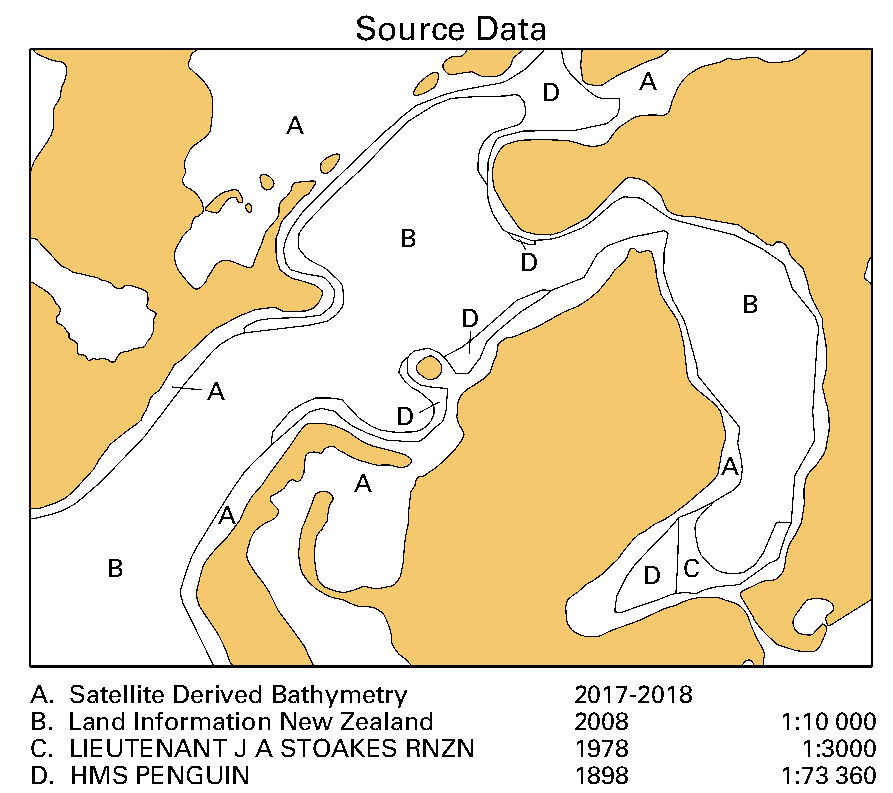 Source Data
A
D
A
B
D
B
D
A
D
A
A
A
B
D
C
A. Satellite Derived Bathymetry 2017-2018
B. Land Information New Zealand 2008 1:10 000
C. LIEUTENANT J A STOAKES RNZN 1978 1:3000
D. HMS PENGUIN 1898 1:73 360